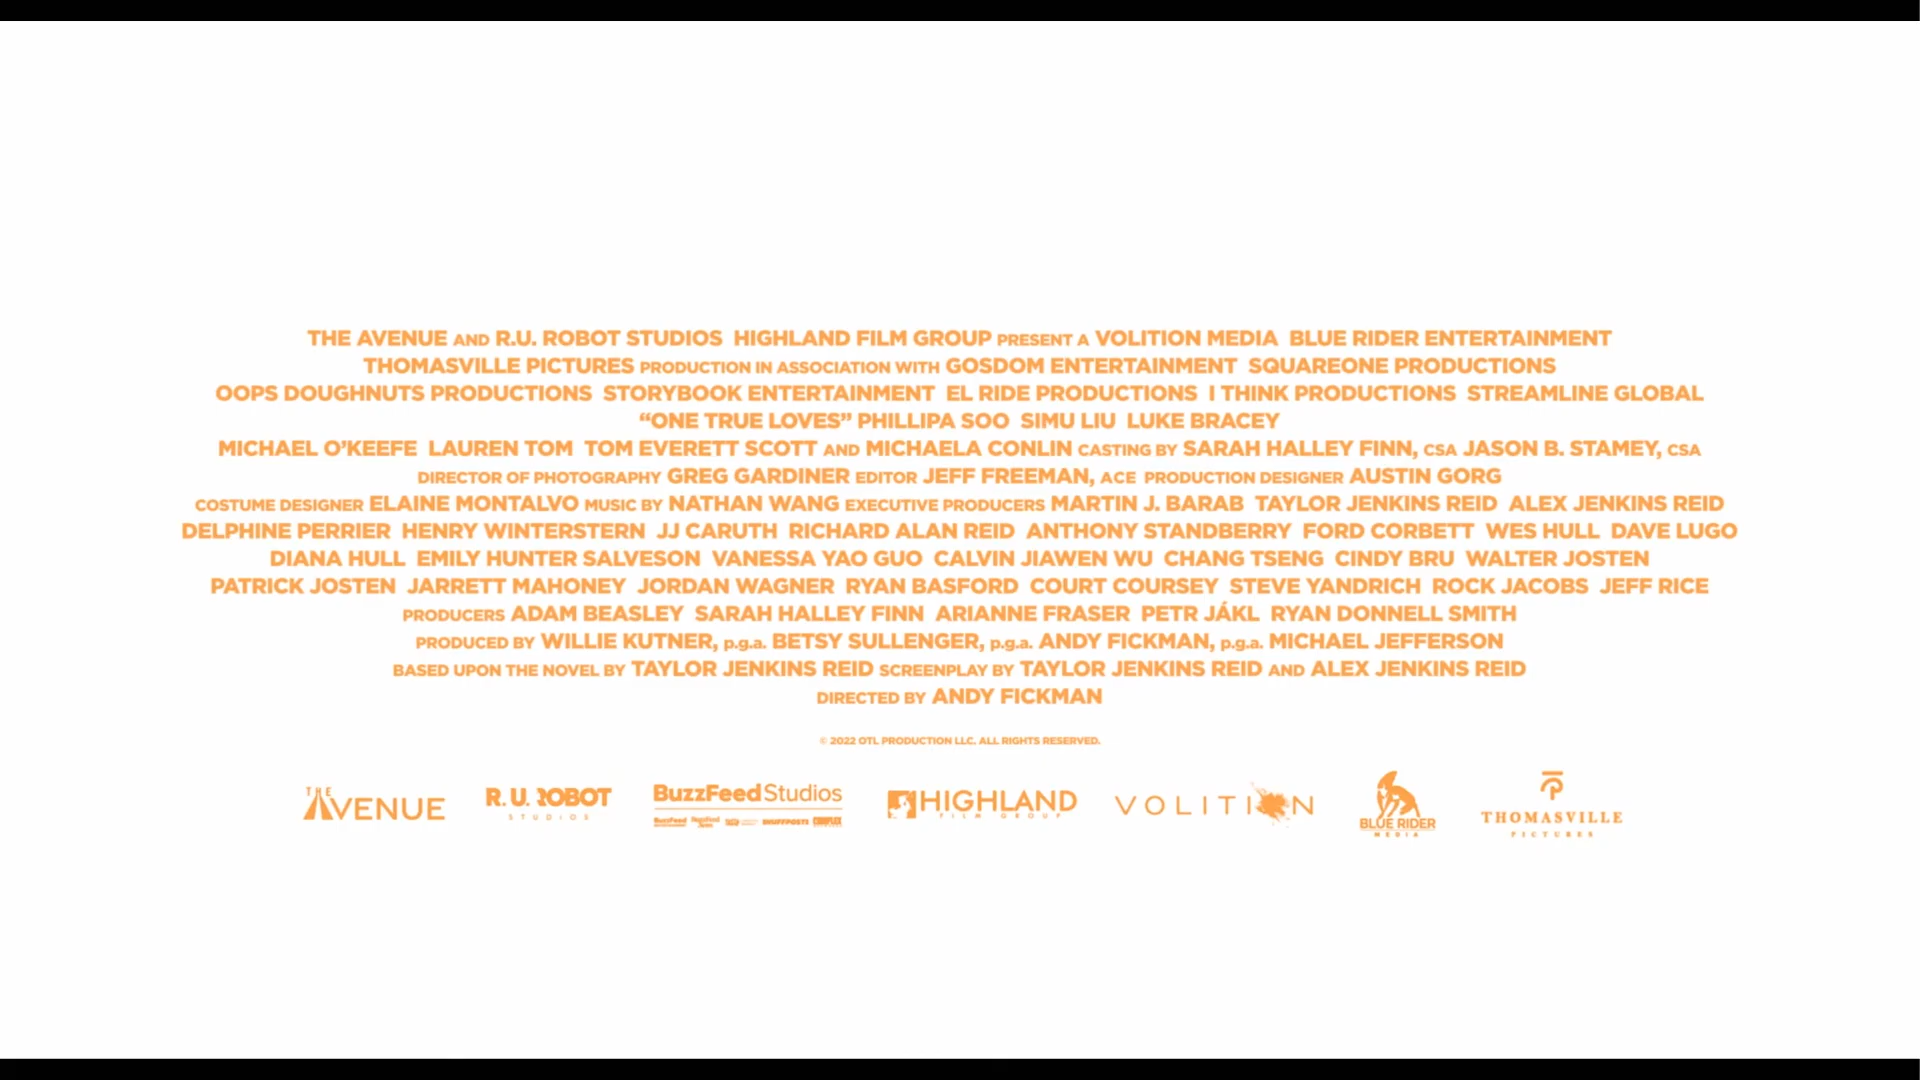 THE AVENUE AND R.U. ROBOT STUDIOS HIGHLAND FILM GROUP PRESENT A VOLITION MEDIA BLUE RIDER ENTERTAINMENT
THOMASVILLE PICTURES PRODUCTION IN ASSOCIATION WITH GOSDOM ENTERTAINMENT SQUAREONE PRODUCTIONS
OOPS DOUGHNUTS PRODUCTIONS STORYBOOK ENTERTAINMENT EL RIDE PRODUCTIONS I THINK PRODUCTIONS STREAMLINE GLOBAL
“ONE TRUE LOVES” PHILLIPA SOO SIMU LIU LUKE BRACEY
MICHAEL O’KEEFE LAUREN TOM TOM EVERETT SCOTT AND MICHAELA CONLIN CASTING BY SARAH HALLEY FINN, CSA JASON B. STAMEY, CSA
DIRECTOR OF PHOTOGRAPHY GREG GARDINER EDITOR JEFF FREEMAN, ACE PRODUCTION DESIGNER AUSTIN GORG
COSTUME DESIGNER ELAINE MONTALVO MUSIC BY NATHAN WANG EXECUTIVE PRODUCERS MARTIN J. BARAB TAYLOR JENKINS REID ALEX JENKINS REID
DELPHINE PERRIER HENRY WINTERSTERN JJ CARUTH RICHARD ALAN REID ANTHONY STANDBERRY FORD CORBETT WES HULL DAVE LUGO
DIANA HULL EMILY HUNTER SALVESON VANESSA YAO GUO CALVIN JIAWEN WU CHANG TSENG CINDY BRU WALTER JOSTEN
PATRICK JOSTEN JARRETT MAHONEY JORDAN WAGNER RYAN BASFORD COURT COURSEY STEVE YANDRICH ROCK JACOBS JEFF RICE
PRODUCERS ADAM BEASLEY SARAH HALLEY FINN ARIANNE FRASER PETR JÁKL RYAN DONNELL SMITH
PRODUCED BY WILLIE KUTNER, p.g.a. BETSY SULLENGER, p.g.a. ANDY FICKMAN, p.g.a. MICHAEL JEFFERSON
BASED UPON THE NOVEL BY TAYLOR JENKINS REID SCREENPLAY BY TAYLOR JENKINS REID AND ALEX JENKINS REID
DIRECTED BY ANDY FICKMAN
© 2022 OTL PRODUCTION LLC. ALL RIGHTS RESERVED.
THE AVENUE
R.U. ROBOT
STUDIOS
BuzzFeed Studios
BuzzFeed HUFFPOST COMPLEX
HIGHLAND
FILM GROUP
VOLITION
BLUE RIDER
MEDIA
THOMASVILLE
PICTURES